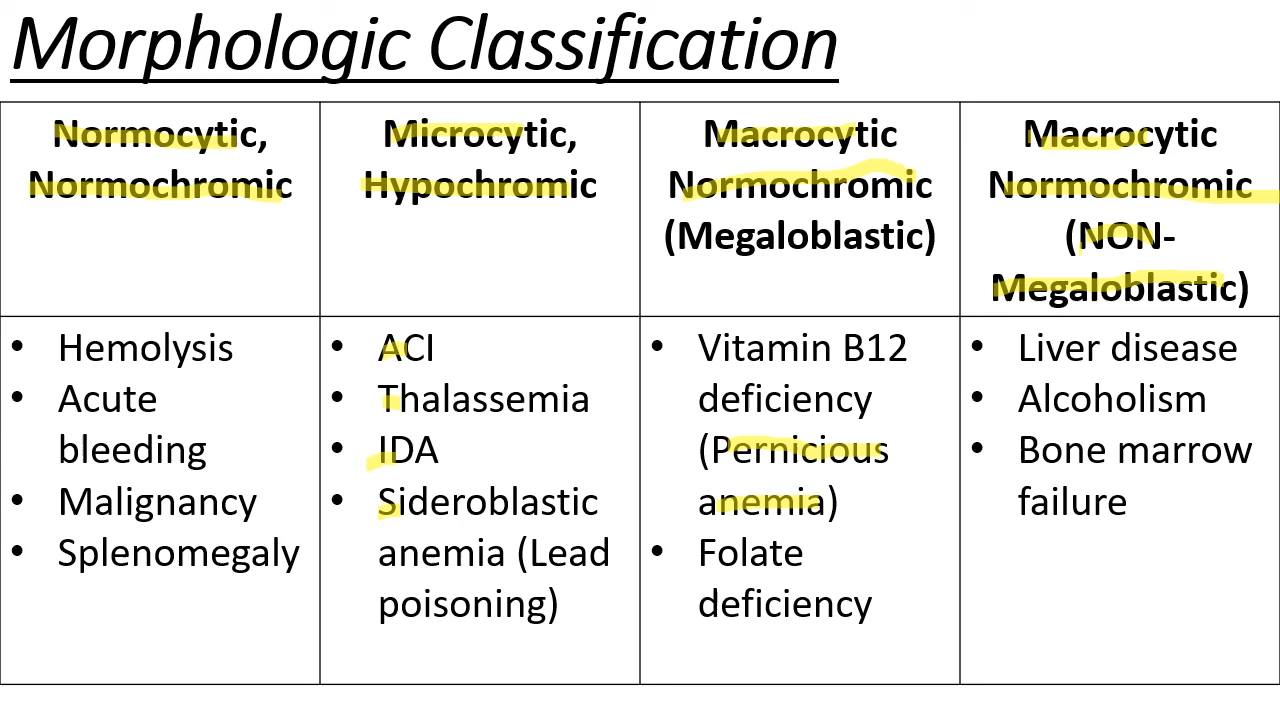 Morphologic Classification
Normocytic,
Normochromic
Microcytic,
Hypochromic
Macrocytic
Normochromic
(Megaloblastic)
Macrocytic
Normochromic
(NON-
Megaloblastic)
• Hemolysis
• Acute
bleeding
• Malignancy
• Splenomegaly
• ACI
• Thalassemia
• IDA
• Sideroblastic
anemia (Lead
poisoning)
• Vitamin B12
deficiency
(Pernicious
anemia)
• Folate
deficiency
• Liver disease
• Alcoholism
• Bone marrow
failure